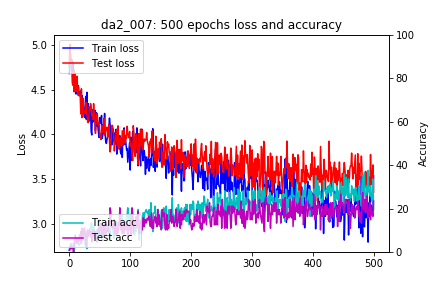 da2_007: 500 epochs loss and accuracy
Train loss
Test loss
Train acc
Test acc
Loss
5.0
4.5
4.0
3.5
3.0
Accuracy
100
80
60
40
20
0
0
100
200
300
400
500